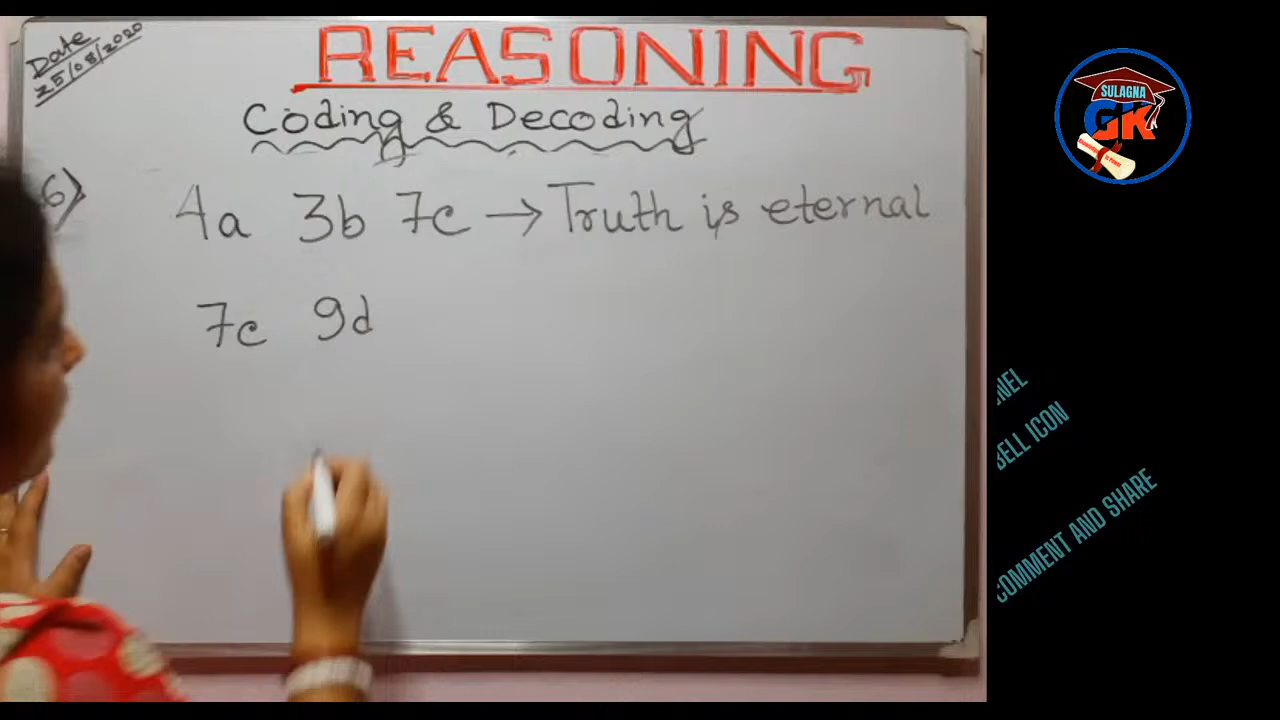 Date
25/08/2020
REASONING
Coding & Decoding
6)
4a 3b 7c → Truth is eternal
7c 9d
SULAGNA
GK
BELL ICON
COMMENT AND SHARE